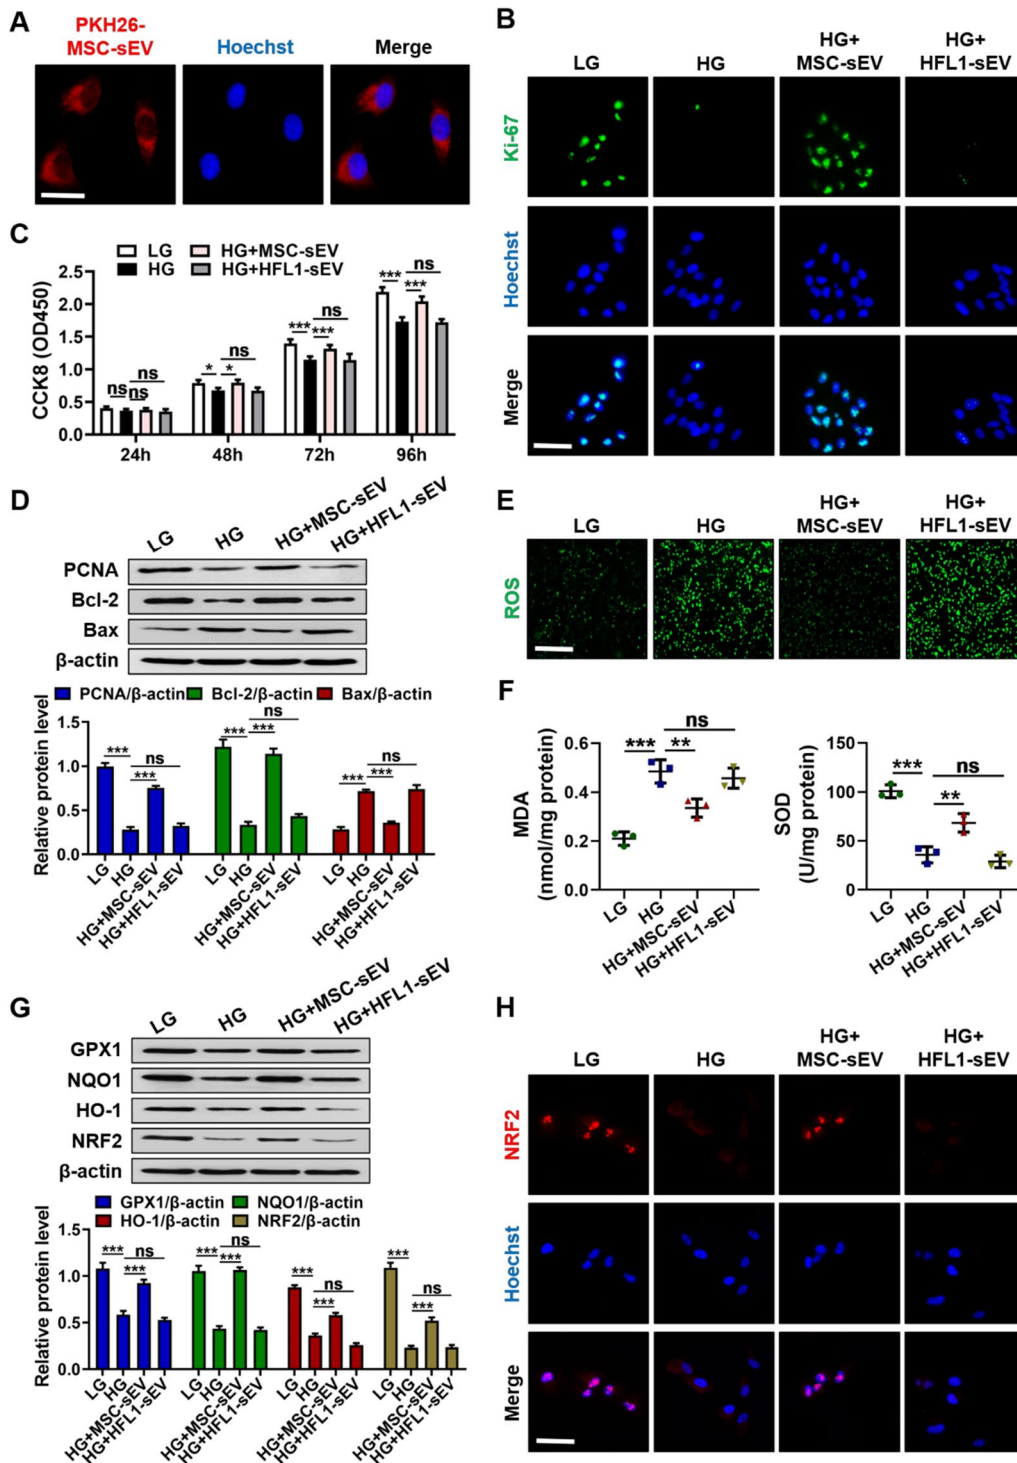 A
PKH26-
MSC-sEV
Hoechst
Merge
B
LG
HG
HG+
MSC-sEV
HG+
HFL1-sEV
Ki-67
Hoechst
Merge
C
LG
HG+MSC-sEV
HG
HG+HFL1-sEV
CCK8 (OD450)
2.5
2.0
1.5
1.0
0.5
0.0
ns
ns
ns
*
*
ns
***
***
ns
***
***
ns
24h
48h
72h
96h
D
LG
HG
HG+MSC-sEV
HG+HFL1-sEV
PCNA
Bcl-2
Bax
β-actin
PCNA/β-actin
Bcl-2/β-actin
Bax/β-actin
Relative protein level
1.5
1.0
0.5
0.0
***
***
ns
***
***
ns
***
***
ns
LG
HG
HG+MSC-sEV
HG+HFL1-sEV
LG
HG
HG+MSC-sEV
HG+HFL1-sEV
LG
HG
HG+MSC-sEV
HG+HFL1-sEV
E
LG
HG
HG+
MSC-sEV
HG+
HFL1-sEV
ROS
F
MDA
(nmol/mg protein)
0.6
0.4
0.2
0.0
***
**
ns
LG
HG
HG+MSC-sEV
HG+HFL1-sEV
SOD
(U/mg protein)
150
100
50
0
***
**
ns
LG
HG
HG+MSC-sEV
HG+HFL1-sEV
G
LG
HG
HG+MSC-sEV
HG+HFL1-sEV
GPX1
NQO1
HO-1
NRF2
β-actin
GPX1/β-actin
NQO1/β-actin
HO-1/β-actin
NRF2/β-actin
Relative protein level
1.5
1.0
0.5
0.0
***
***
ns
***
***
ns
***
***
ns
***
***
ns
LG
HG
HG+MSC-sEV
HG+HFL1-sEV
LG
HG
HG+MSC-sEV
HG+HFL1-sEV
LG
HG
HG+MSC-sEV
HG+HFL1-sEV
LG
HG
HG+MSC-sEV
HG+HFL1-sEV
H
LG
HG
HG+
MSC-sEV
HG+
HFL1-sEV
NRF2
Hoechst
Merge